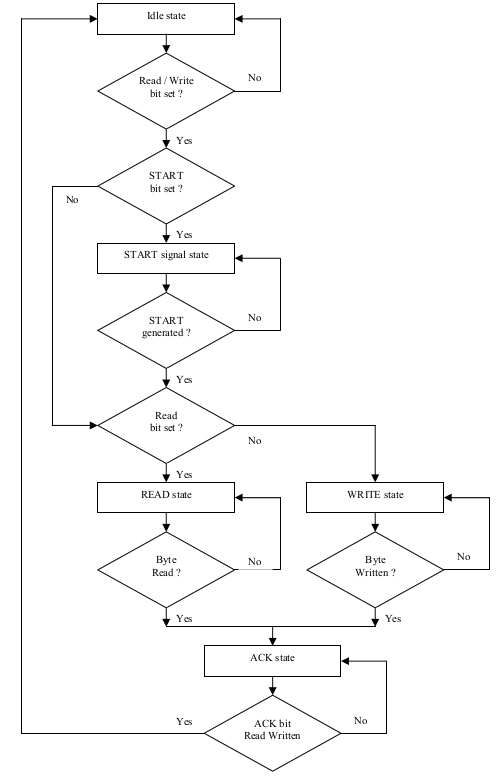 Idle state
Read / Write
bit set ?
No
Yes
START
bit set ?
No
Yes
START signal state
START
generated ?
No
Yes
Read
bit set ?
No
Yes
READ state
WRITE state
Byte
Read ?
No
Byte
Written ?
No
Yes
Yes
ACK state
ACK bit
Read Written
Yes
No